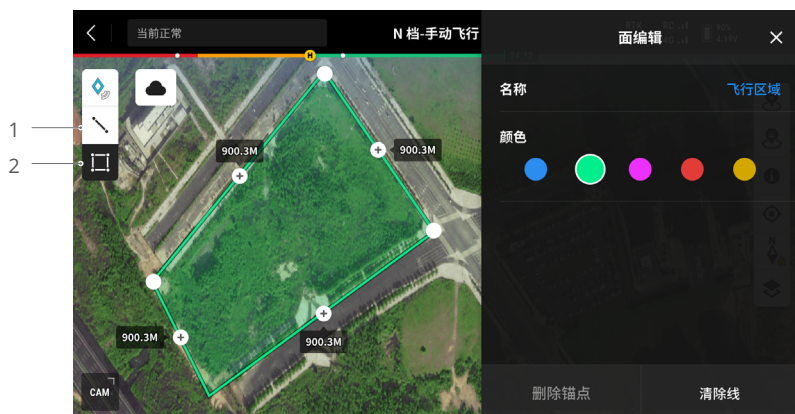 当前正常
N 档-手动飞行
面编辑
H
名称
飞行区域
颜色
1
2
900.3M
900.3M
900.3M
900.3M
CAM
N
删除锚点
清除线